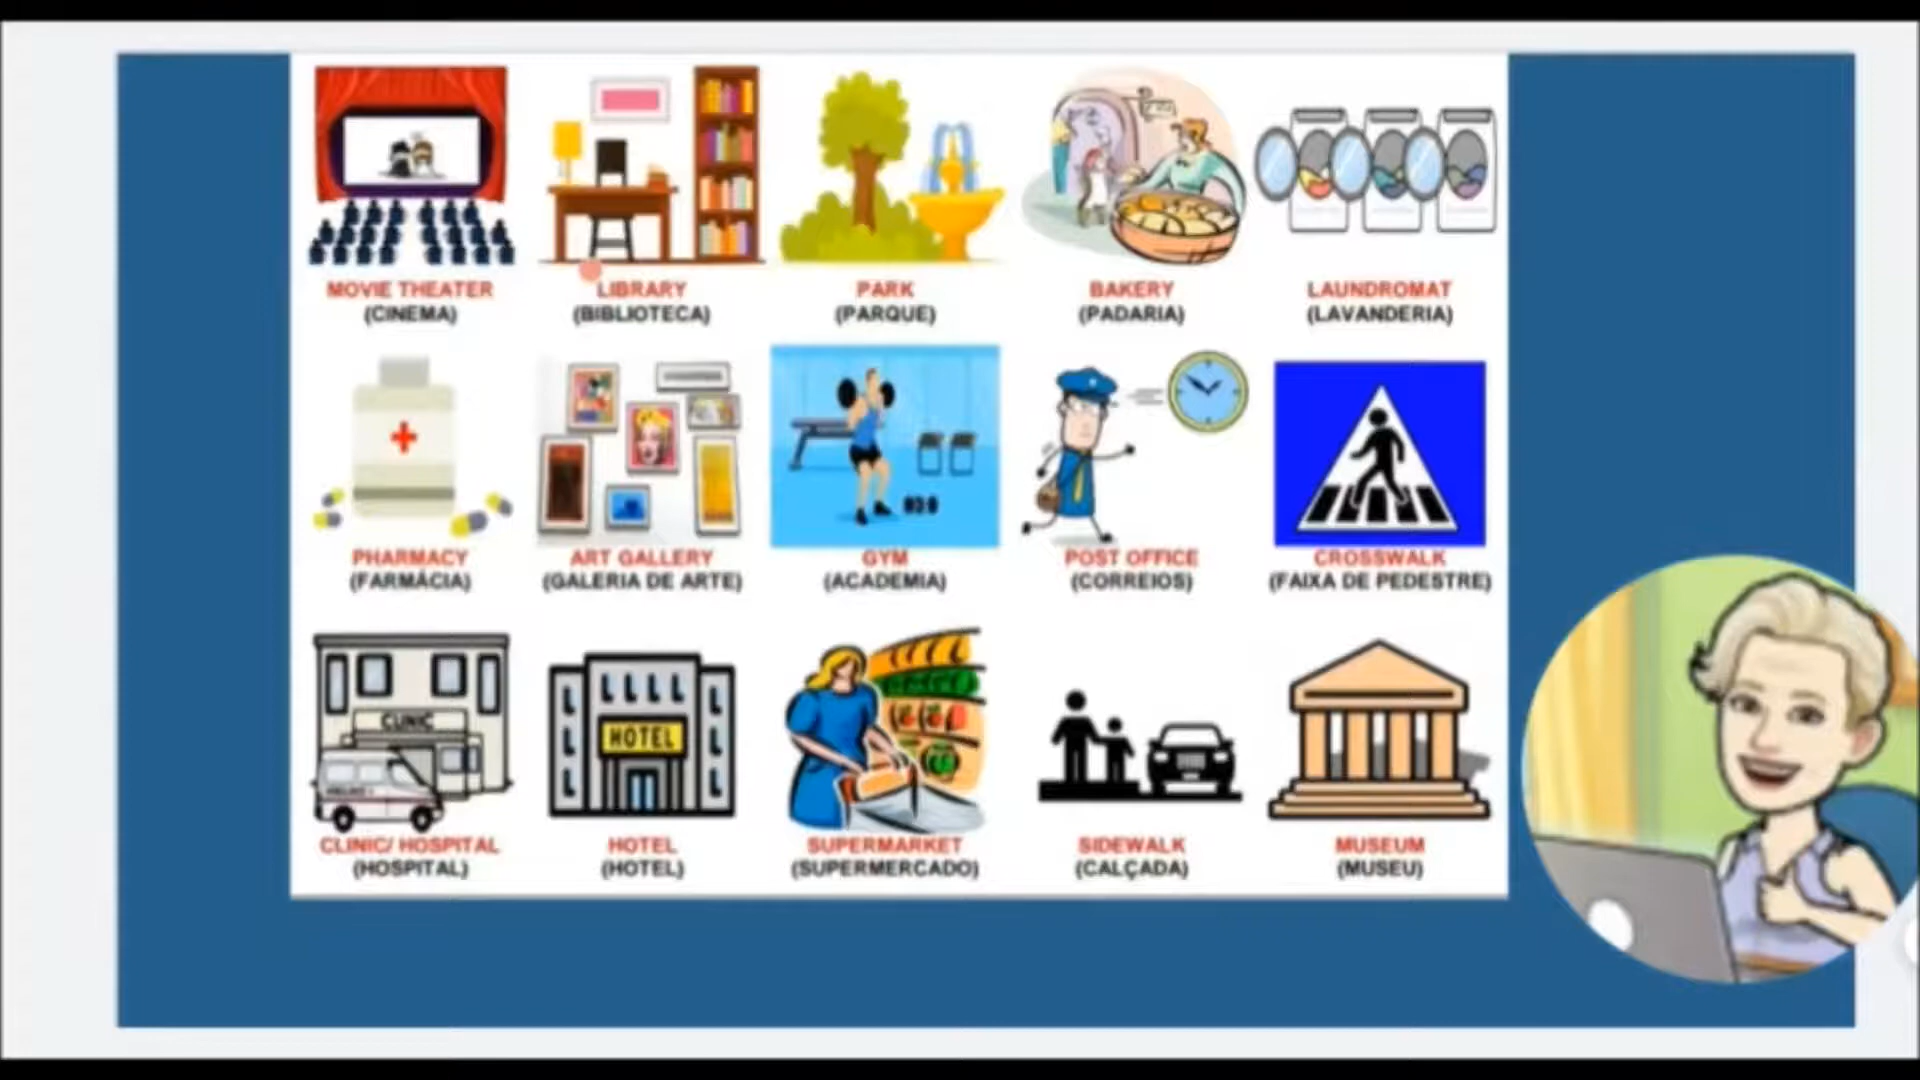 MOVIE THEATER
(CINEMA)
LIBRARY
(BIBLIOTECA)
PARK
(PARQUE)
BAKERY
(PADARIA)
LAUNDROMAT
(LAVANDERIA)
PHARMACY
(FARMÁCIA)
ART GALLERY
(GALERIA DE ARTE)
GYM
(ACADEMIA)
POST OFFICE
(CORREIOS)
CROSSWALK
(FAIXA DE PEDESTRE)
CLINIC
CLINIC/ HOSPITAL
(HOSPITAL)
HOTEL
HOTEL
(HOTEL)
SUPERMARKET
(SUPERMERCADO)
SIDEWALK
(CALÇADA)
MUSEUM
(MUSEU)